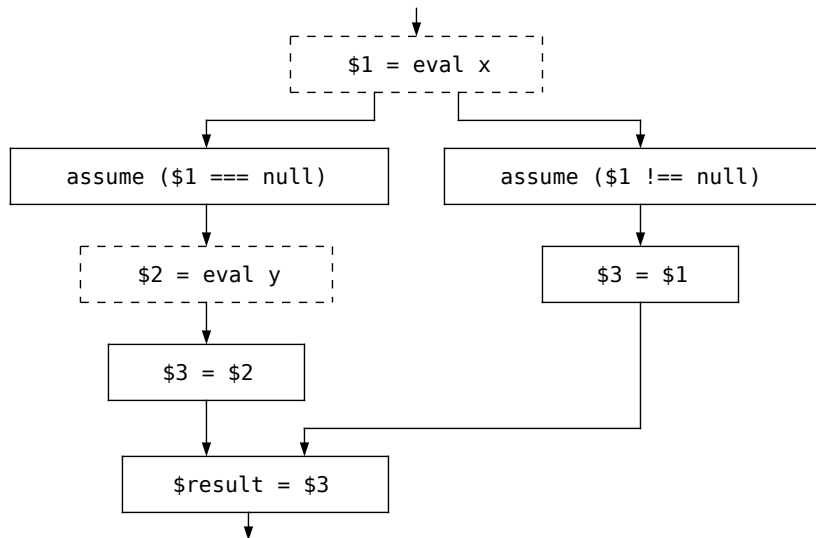 $1 = eval x
assume ($1 === null)
assume ($1 !== null)
$2 = eval y
$3 = $1
$3 = $2
$result = $3